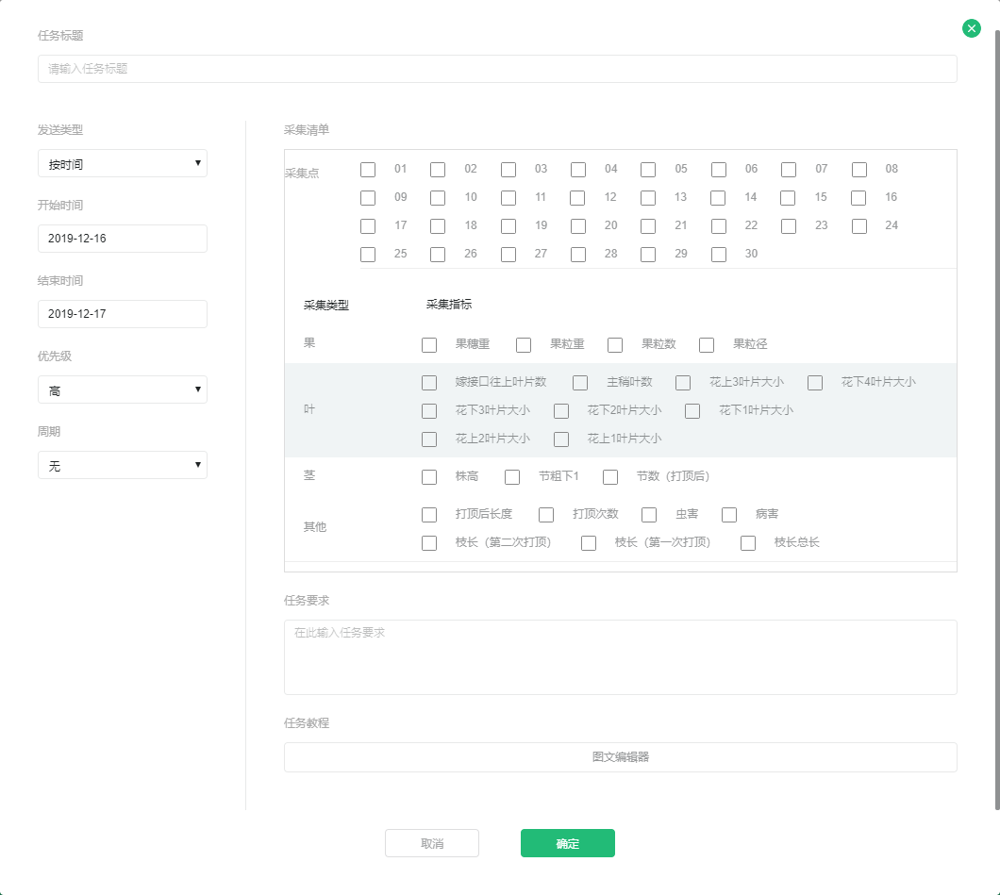 任务标题
请输入任务标题
发送类型
按时间
开始时间
2019-12-16
结束时间
2019-12-17
优先级
高
周期
无
采集清单
采集点
01 02 03 04 05 06 07 08
09 10 11 12 13 14 15 16
17 18 19 20 21 22 23 24
25 26 27 28 29 30
采集类型 采集指标
果 果穗重 果粒重 果粒数 果粒径
叶
嫁接口往上叶片数 主稍叶数 花上3叶片大小 花下4叶片大小
花下3叶片大小 花下2叶片大小 花下1叶片大小
花上2叶片大小 花上1叶片大小
茎 株高 节粗下1 节数（打顶后）
其他
打顶后长度 打顶次数 虫害 病害
枝长（第二次打顶） 枝长（第一次打顶） 枝长总长
任务要求
在此输入任务要求
任务教程
图文编辑器
取消 确定